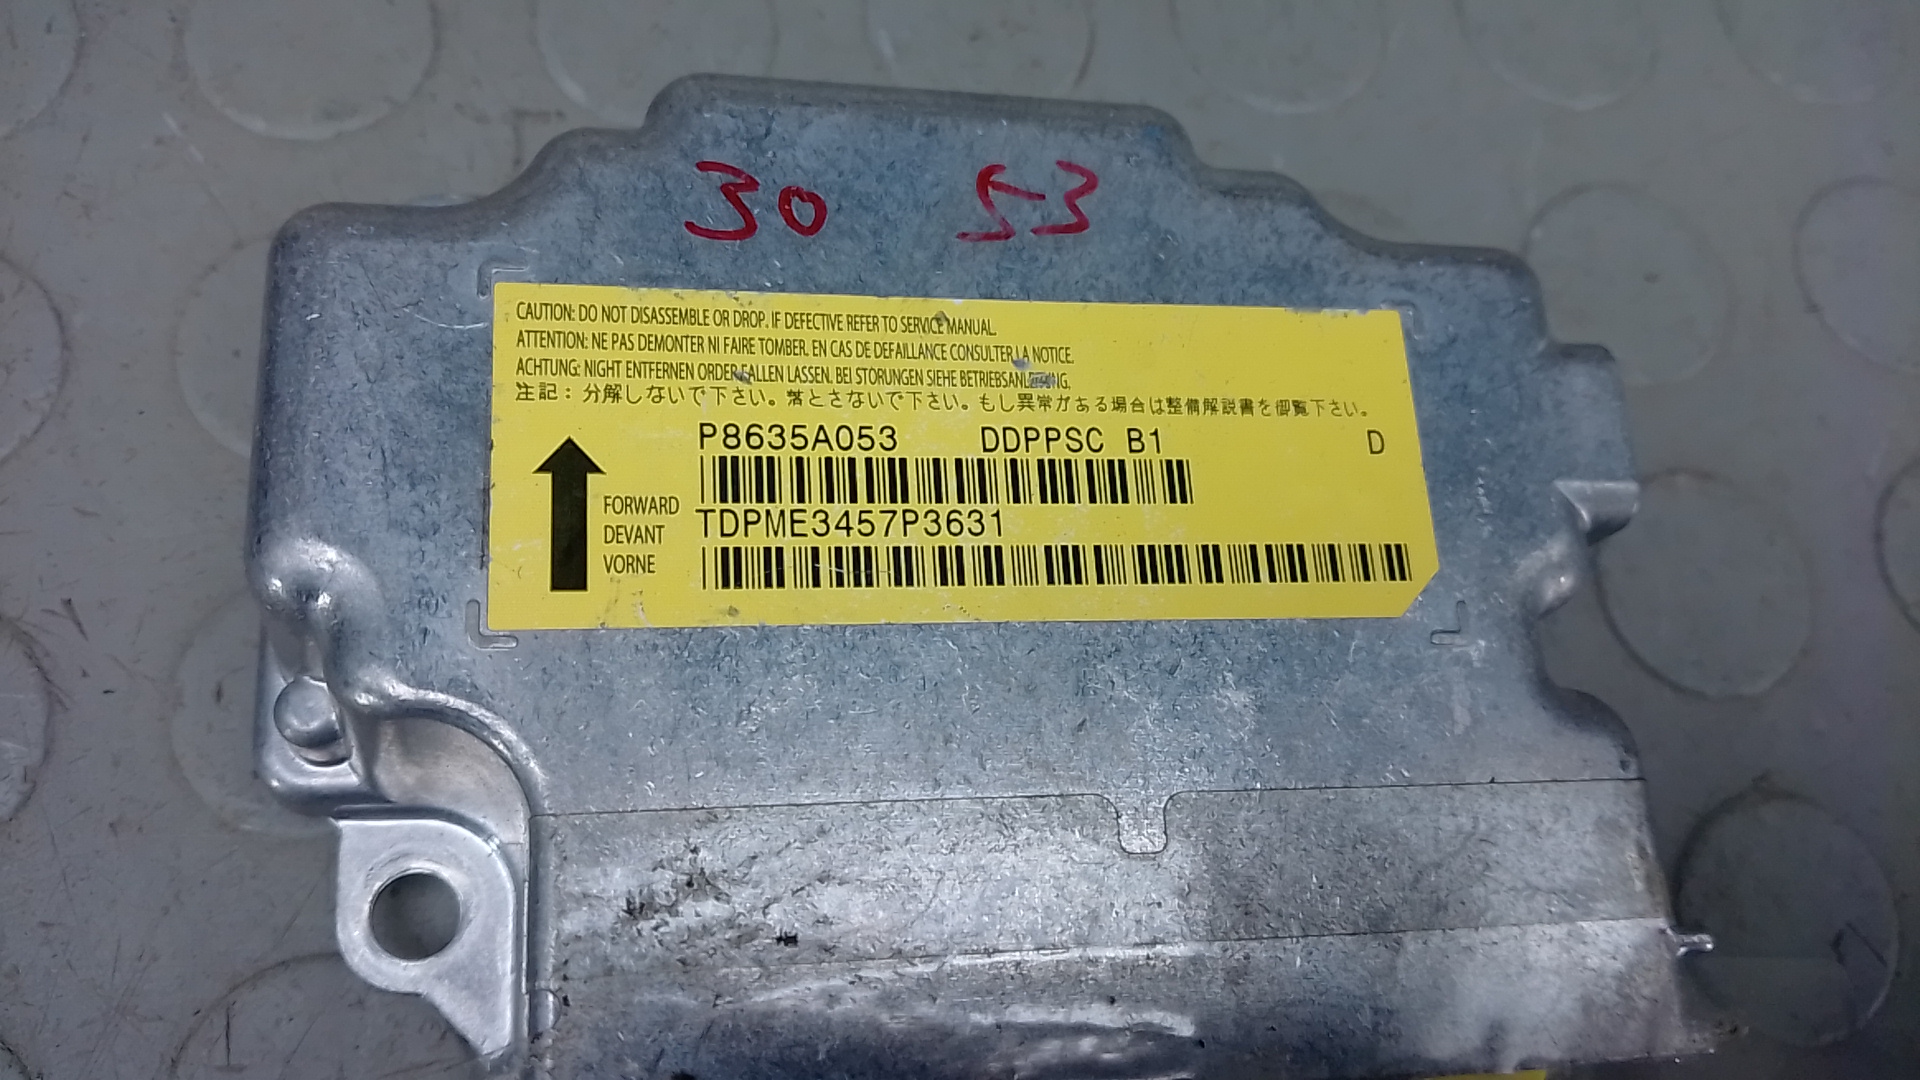 30 53
CAUTION: DO NOT DISASSEMBLE OR DROP. IF DEFECTIVE REFER TO SERVICE MANUAL.
ATTENTION: NE PAS DEMONTER NI FAIRE TOMBER. EN CAS DE DEFAILLANCE CONSULTER LA NOTICE.
ACHTUNG: NIGHT ENTFERNEN ORDER FALLEN LASSEN. BEI STORUNGEN SIEHE
注記：分解しないで下さい。落とさないで下さい。もし異常がある場合は整備解説書を御覧下さい。
P8635A053 DDPPSC B1 D
FORWARD
TDPME3457P3631
DEVANT
VORNE